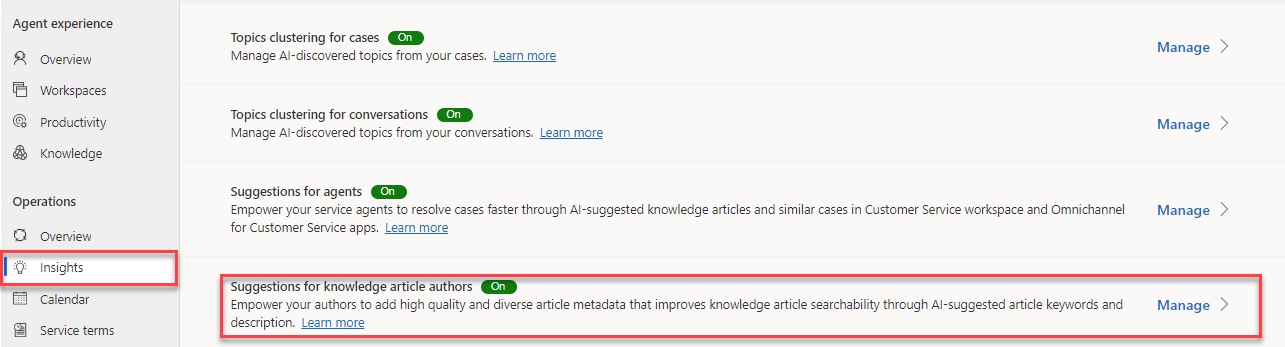 Agent experience
Overview
Workspaces
Productivity
Knowledge
Operations
Overview
Insights
Calendar
Service terms
Topics clustering for cases On
Manage AI-discovered topics from your cases. Learn more
Manage
Topics clustering for conversations On
Manage AI-discovered topics from your conversations. Learn more
Manage
Suggestions for agents On
Empower your service agents to resolve cases faster through AI-suggested knowledge articles and similar cases in Customer Service workspace and Omnichannel
for Customer Service apps. Learn more
Manage
Suggestions for knowledge article authors On
Empower your authors to add high quality and diverse article metadata that improves knowledge article searchability through AI-suggested article keywords and
description. Learn more
Manage